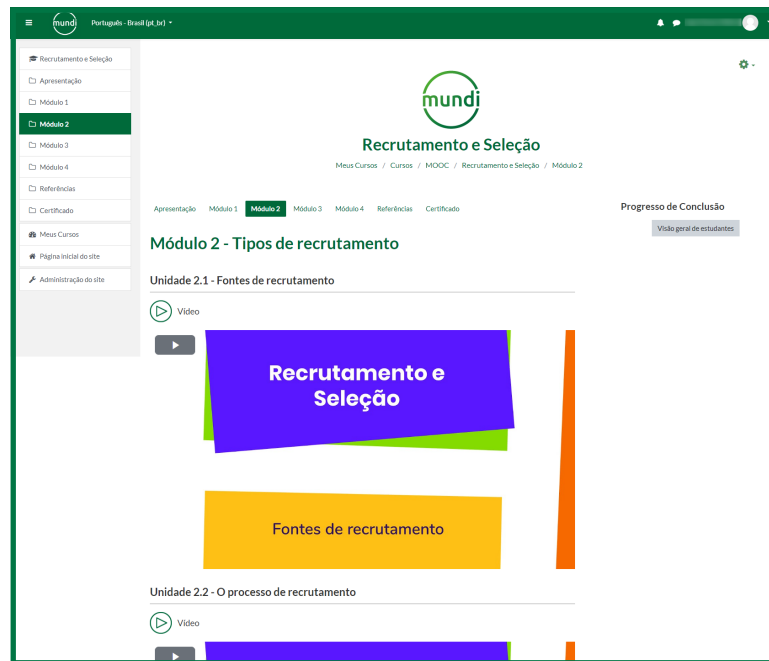 mundi
Português - Brasil (pt_br)
Recrutamento e Seleção
Apresentação
Módulo 1
Módulo 2
Módulo 3
Módulo 4
Referências
Certificado
Meus Cursos
Página inicial do site
Administração do site
mundi
Recrutamento e Seleção
Meus Cursos / Cursos / MOOC / Recrutamento e Seleção / Módulo 2
Apresentação Módulo 1 Módulo 2 Módulo 3 Módulo 4 Referências Certificado
Módulo 2 - Tipos de recrutamento
Unidade 2.1 - Fontes de recrutamento
Vídeo
Recrutamento e
Seleção
Fontes de recrutamento
Unidade 2.2 - O processo de recrutamento
Vídeo
Progresso de Conclusão
Visão geral de estudantes